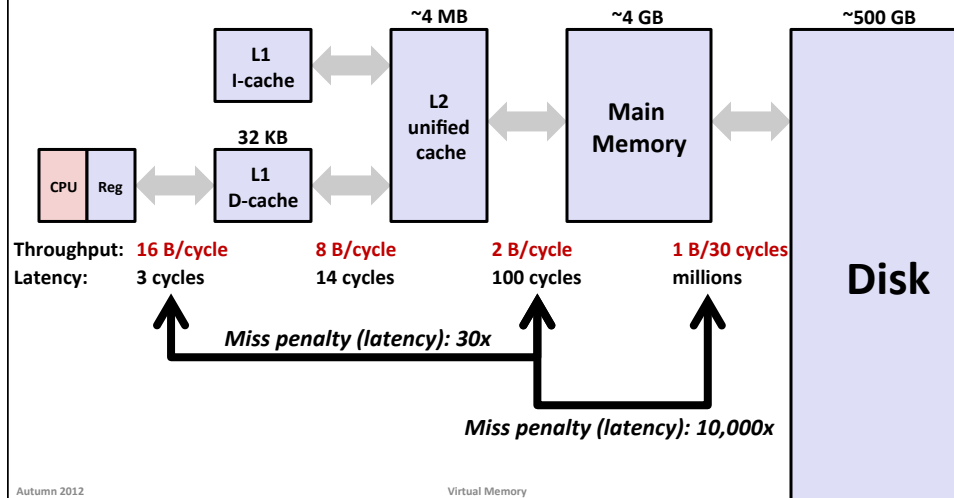 ~4 MB
~4 GB
~500 GB
L1
I-cache
L2
unified
cache
Main
Memory
32 KB
L1
D-cache
CPU
Reg
Throughput: 16 B/cycle 8 B/cycle 2 B/cycle 1 B/30 cycles
Latency: 3 cycles 14 cycles 100 cycles millions
Disk
Miss penalty (latency): 30x
Miss penalty (latency): 10,000x
Autumn 2012
Virtual Memory